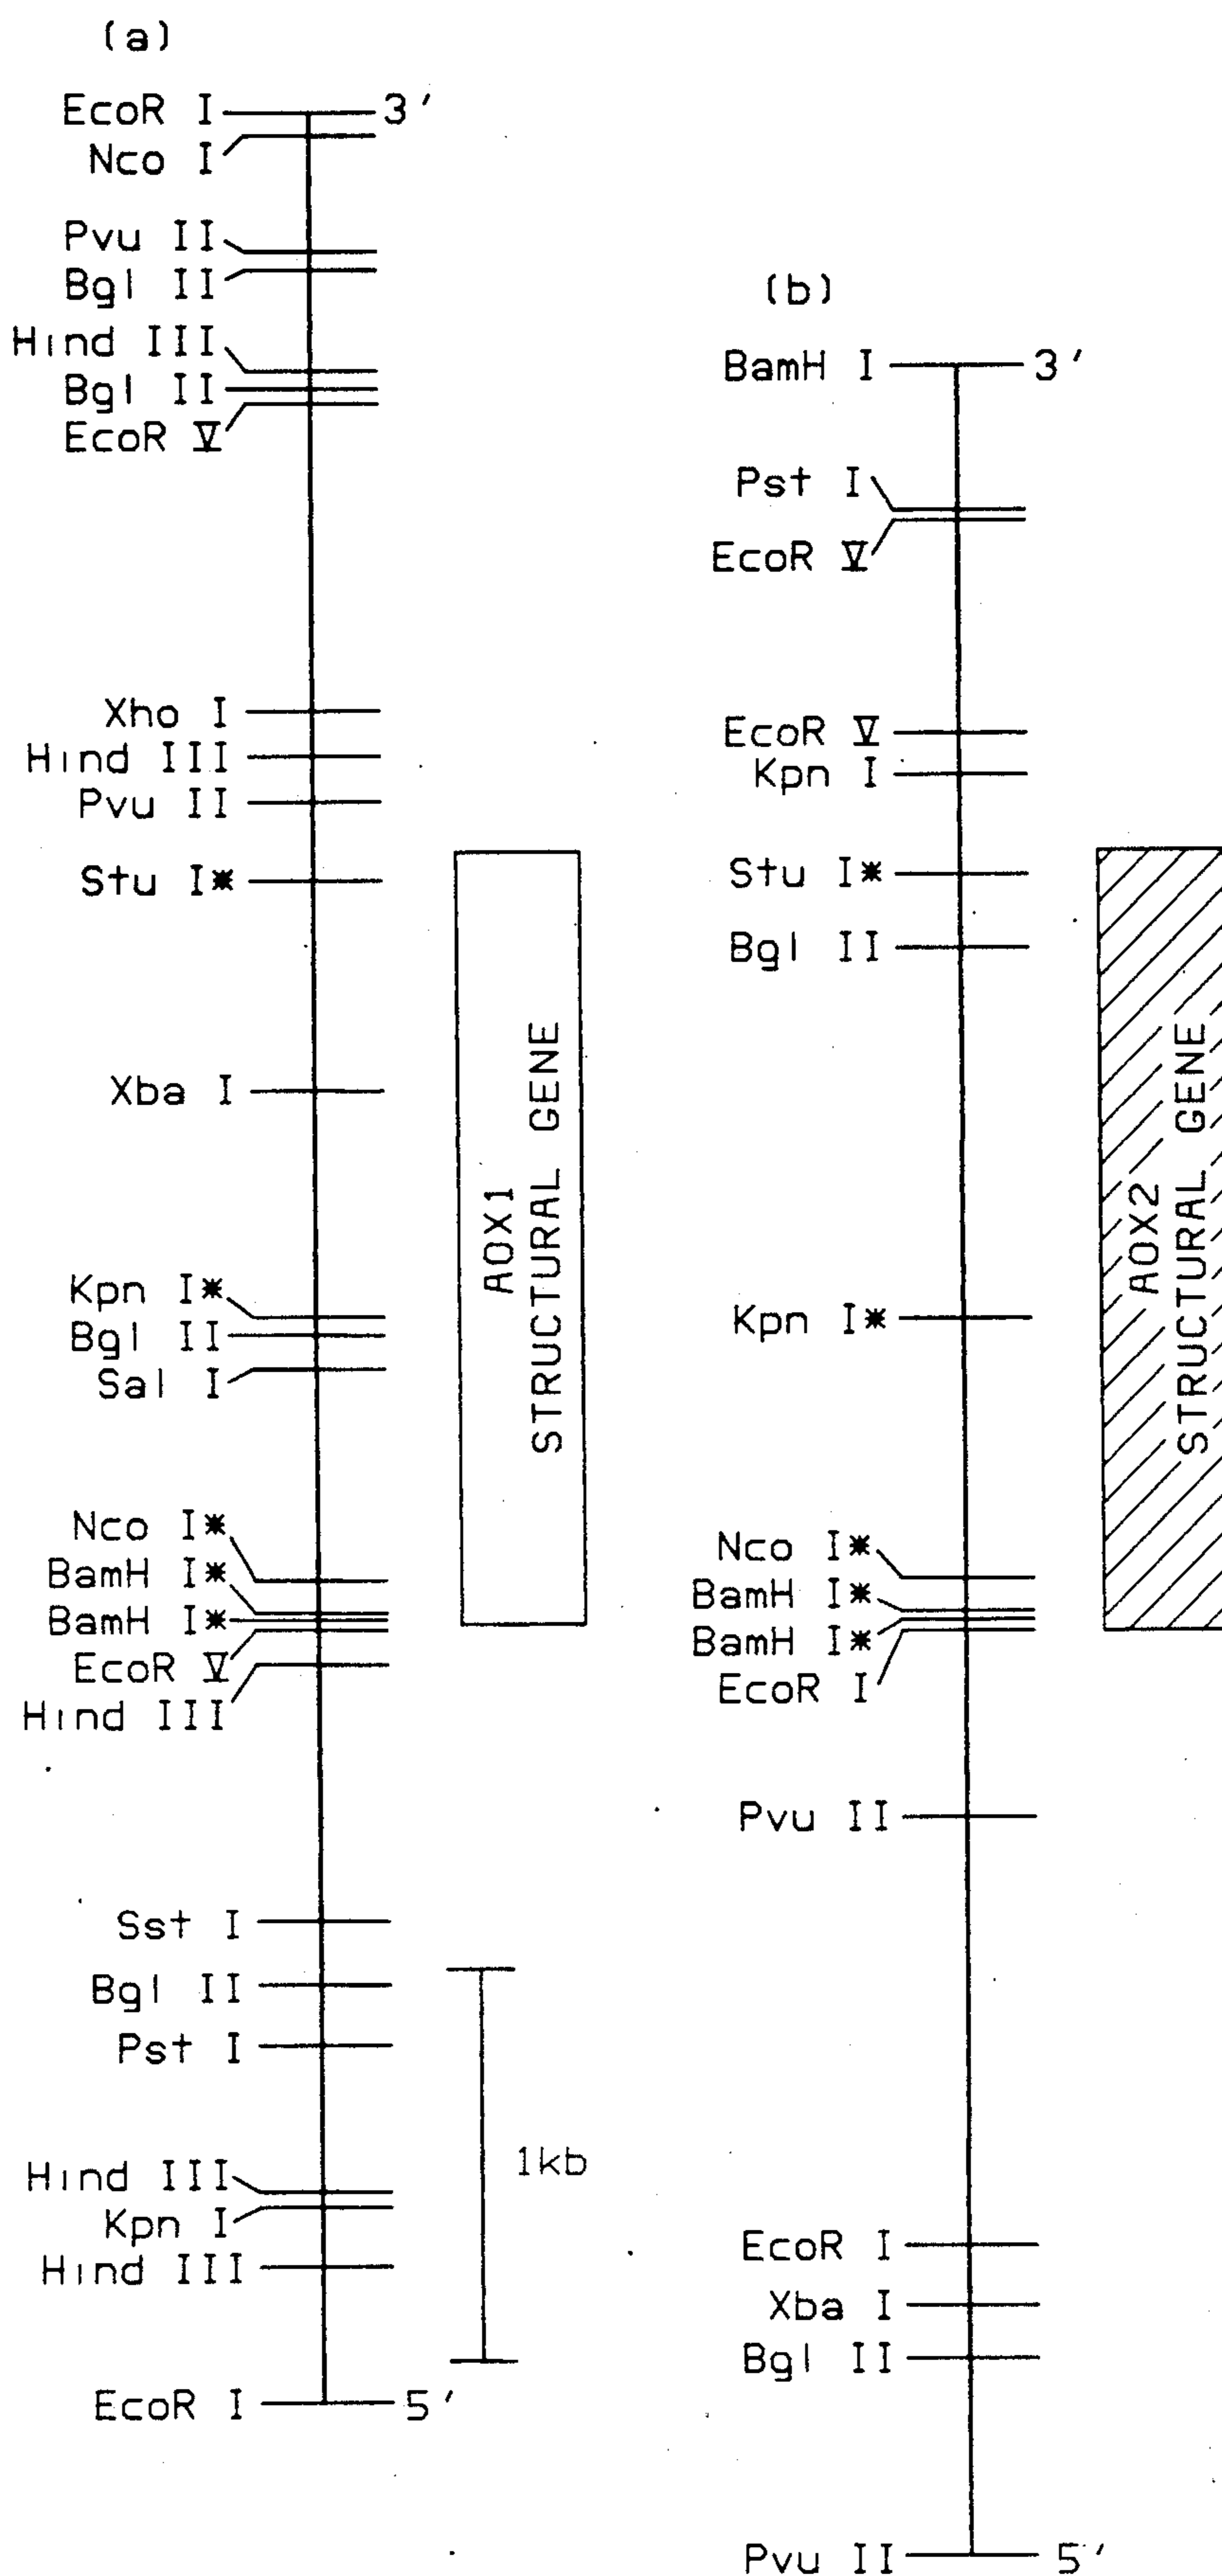 (a)
EcoR I
3'
Nco I
Pvu II
Bgl II
Hind III
Bgl II
EcoR V
Xho I
Hind III
Pvu II
Stu I*
Xba I
Kpn I*
Bgl II
Sal I
Nco I*
BamH I*
BamH I*
EcoR V
Hind III
Sst I
Bgl II
Pst I
Hind III
Kpn I
Hind III
EcoR I
5'
AOX1
STRUCTURAL GENE
1kb
(b)
BamH I
3'
Pst I
EcoR V
EcoR V
Kpn I
Stu I*
Bgl II
Kpn I*
Nco I*
BamH I*
BamH I*
EcoR I
Pvu II
EcoR I
Xba I
Bgl II
Pvu II
5'
AOX2
STRUCTURAL GENE